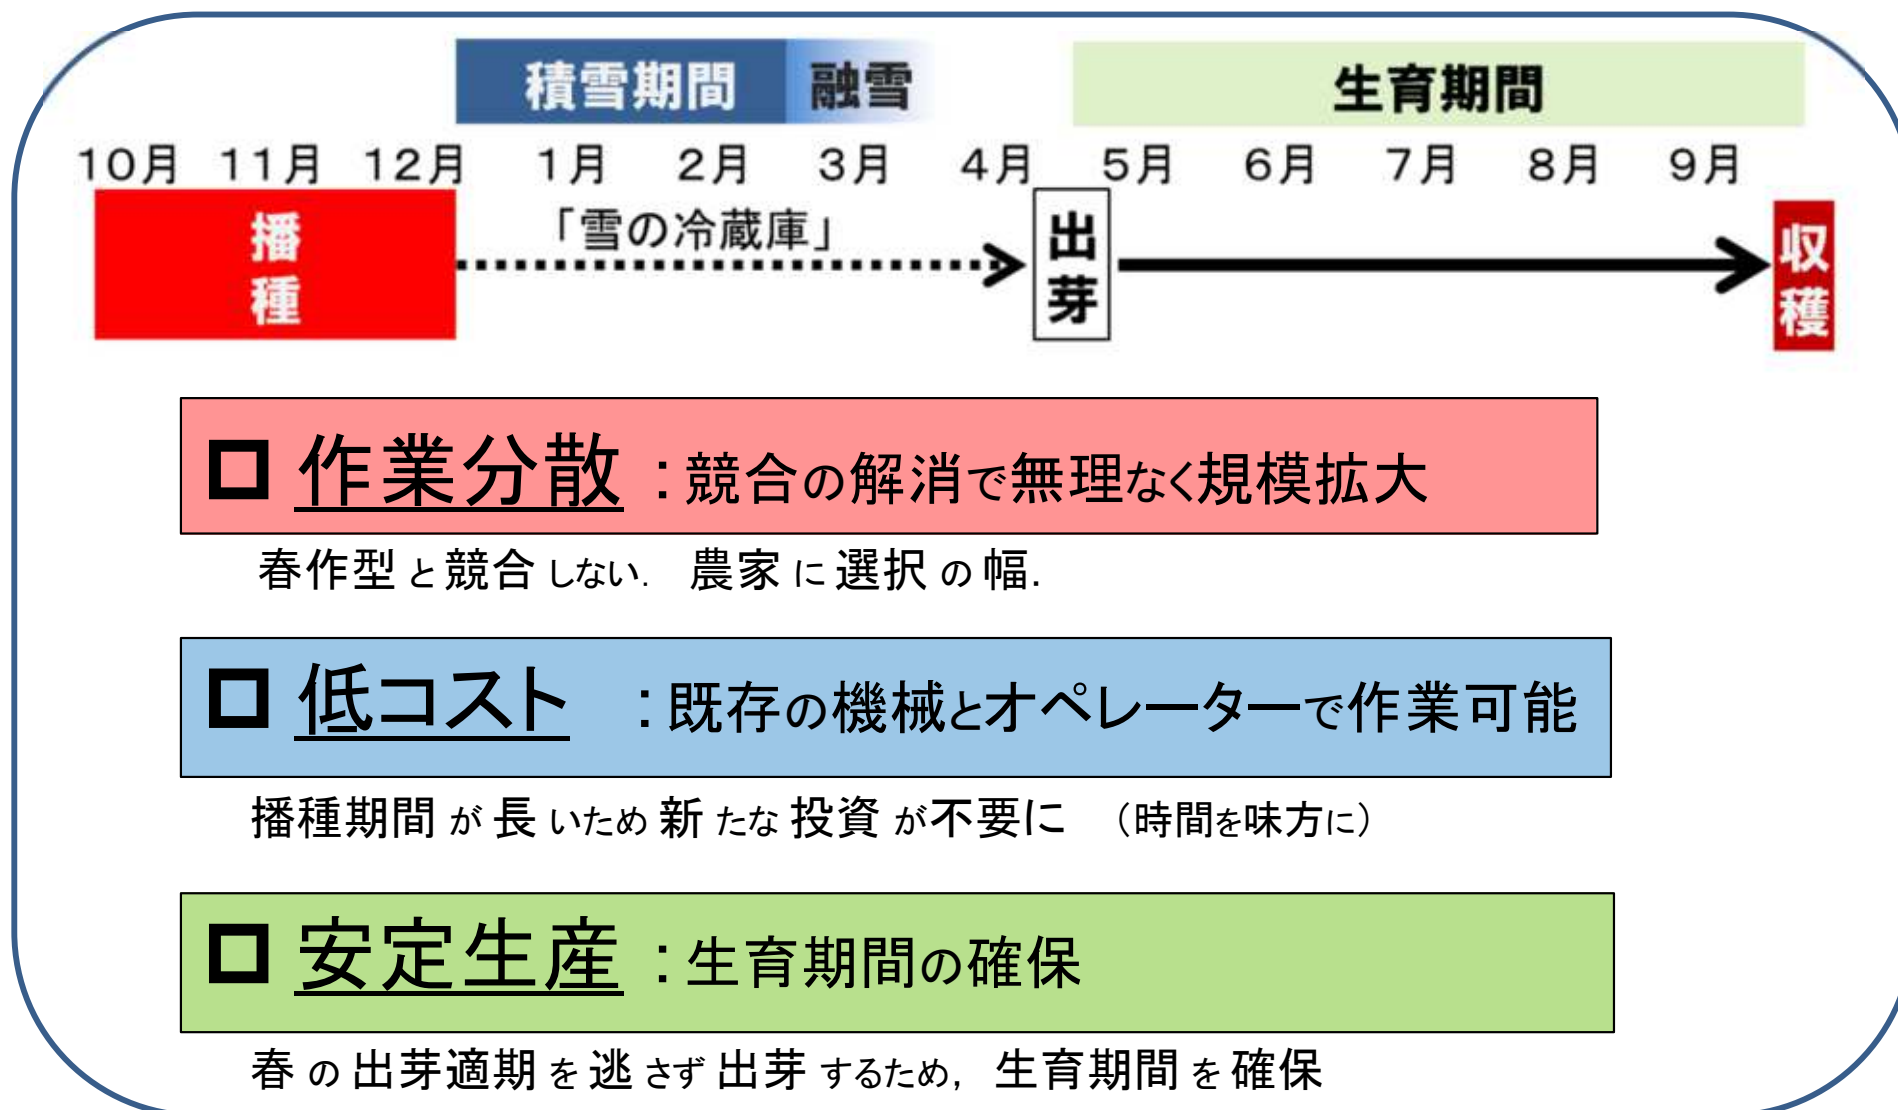 積雪期間 融雪 生育期間
10月 11月 12月 1月 2月 3月 4月 5月 6月 7月 8月 9月
播種 「雪の冷蔵庫」 出芽 収穫
□ 作業分散 ：競合の解消で無理なく規模拡大
春作型と競合しない． 農家に選択の幅．
□ 低コスト ：既存の機械とオペレーターで作業可能
播種期間が長いため新たな投資が不要に （時間を味方に）
□ 安定生産 ：生育期間の確保
春の出芽適期を逃さず出芽するため， 生育期間を確保